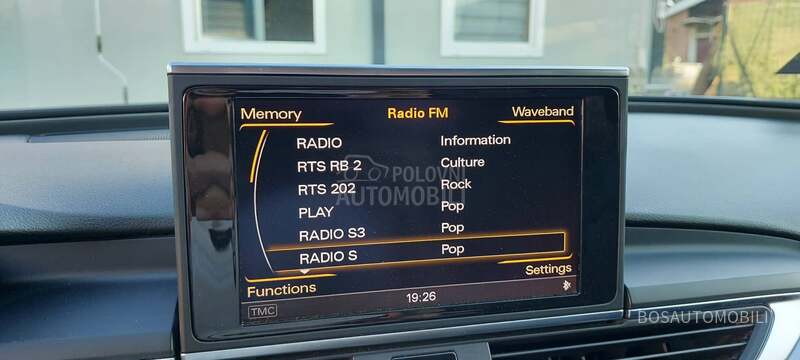 Memory Radio FM Waveband
RADIO Information
RTS RB 2 Culture
RTS 202 Rock
PLAY Pop
RADIO S3 Pop
RADIO S Pop
Functions Settings
TMC 19:26
POLOVNI
AUTOMOBILI
BOSAUTOMOBILI